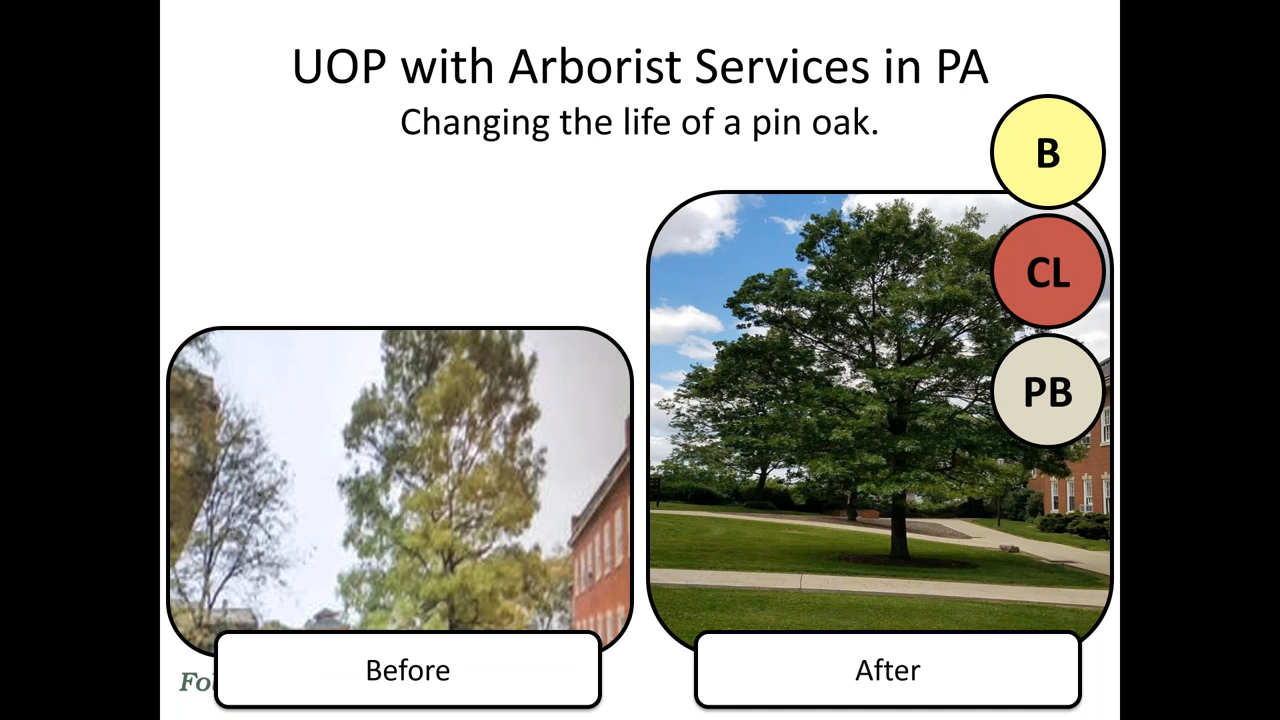 UOP with Arborist Services in PA
Changing the life of a pin oak.
B
CL
PB
Before
After